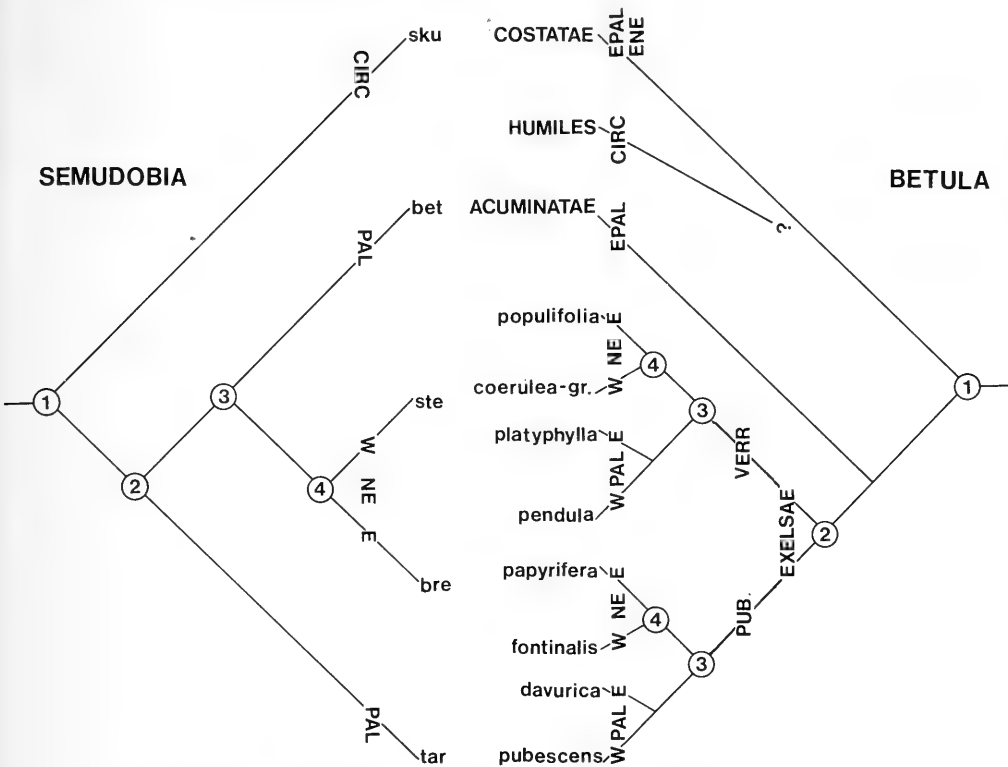 SEMUDOBIA
BETULA
sku
CIRC
bet
PAL
ste
W
NE
E
bre
PAL
tar
1
2
3
4
COSTATAE
EPAL
ENE
HUMILES
CIRC
?
ACUMINATAE
EPAL
populifolia
E
NE
W
coerulea-gr.
platyphylla
E
PAL
W
pendula
papyrifera
E
NE
W
fontinalis
davurica
E
PAL
W
pubescens
4
3
VERR
EXELSAE
PUB.
4
3
2
1